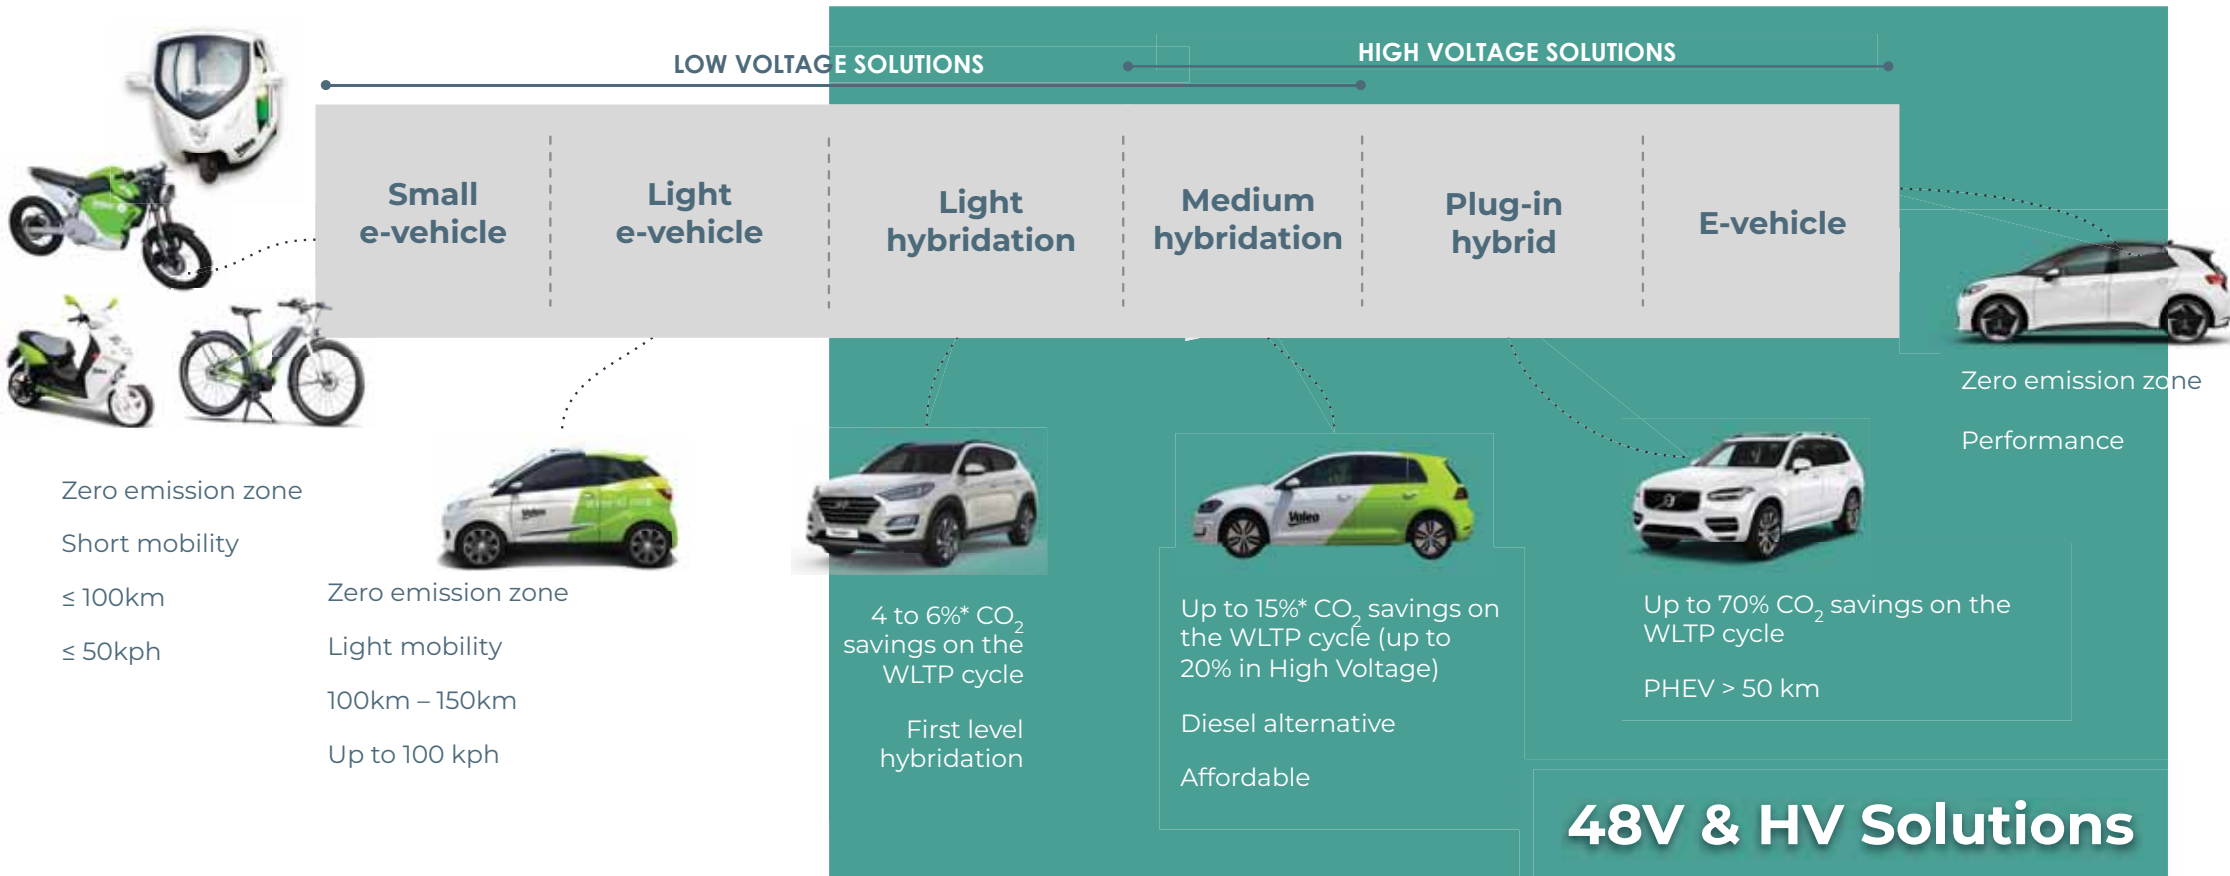 LOW VOLTAGE SOLUTIONS
HIGH VOLTAGE SOLUTIONS
Small
e-vehicle
Light
e-vehicle
Light
hybridation
Medium
hybridation
Plug-in
hybrid
E-vehicle
Zero emission zone
Short mobility
≤ 100km
≤ 50kph
Valeo
Zero emission zone
Light mobility
100km – 150km
Up to 100 kph
4 to 6%* CO2
savings on the
WLTP cycle
First level
hybridation
Valeo
Up to 15%* CO2 savings on
the WLTP cycle (up to
20% in High Voltage)
Diesel alternative
Affordable
Up to 70% CO2 savings on the
WLTP cycle
PHEV > 50 km
Zero emission zone
Performance
48V & HV Solutions